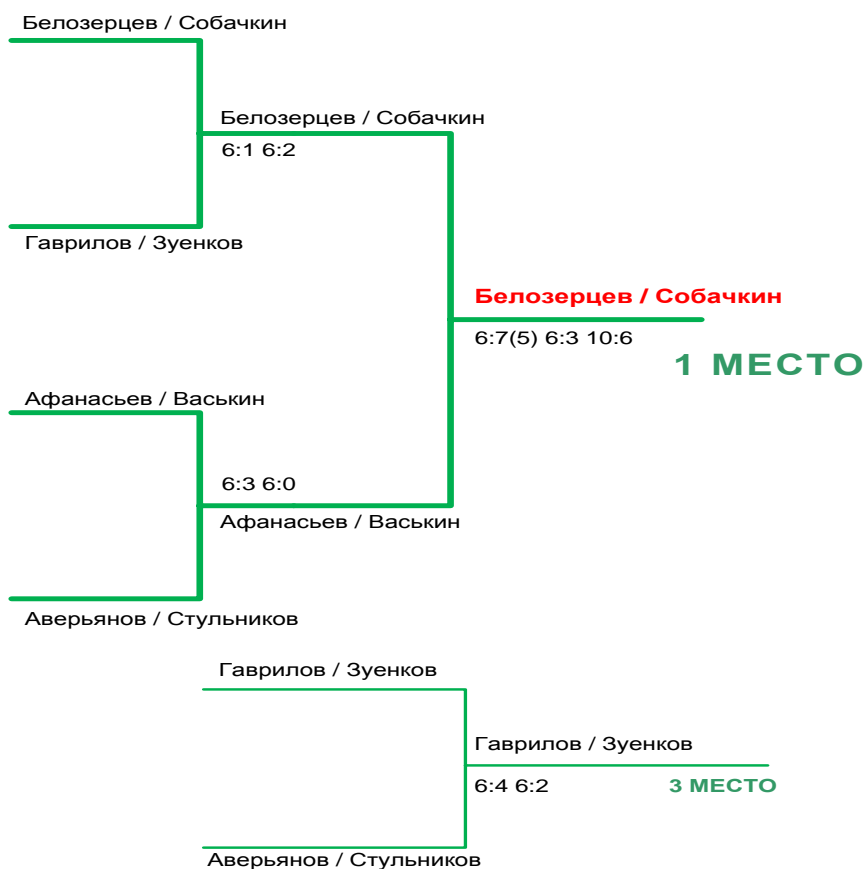 Белозерцев / Собачкин
Белозерцев / Собачкин
6:1 6:2
Гаврилов / Зуенков
Белозерцев / Собачкин
6:7(5) 6:3 10:6
1 МЕСТО
Афанасьев / Васькин
6:3 6:0
Афанасьев / Васькин
Аверьянов / Стульников
Гаврилов / Зуенков
Гаврилов / Зуенков
6:4 6:2
3 МЕСТО
Аверьянов / Стульников